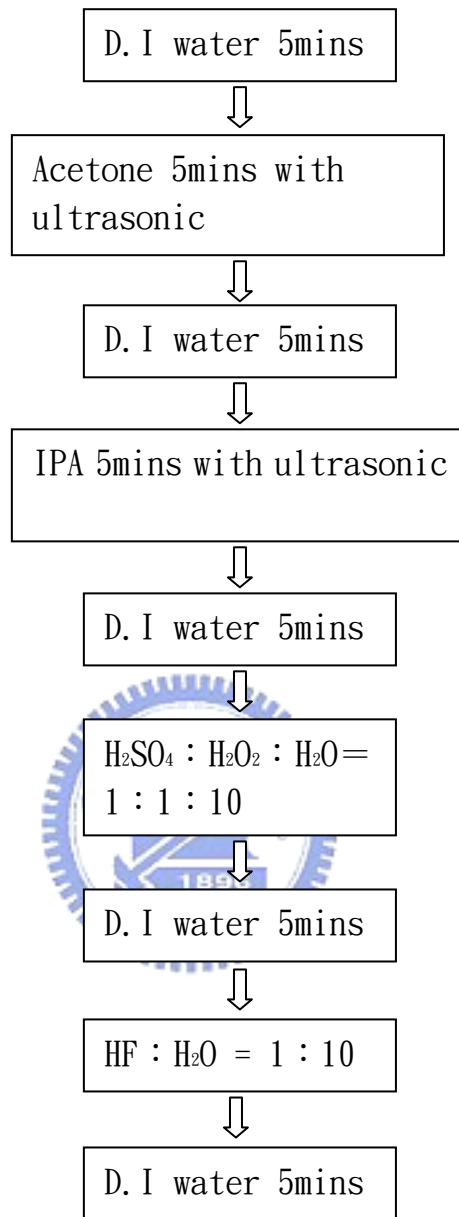 D.I water 5mins
Acetone 5mins with
ultrasonic
D.I water 5mins
IPA 5mins with ultrasonic
D.I water 5mins
H₂SO₄：H₂O₂：H₂O＝
1：1：10
1896
D.I water 5mins
HF：H₂O = 1：10
D.I water 5mins